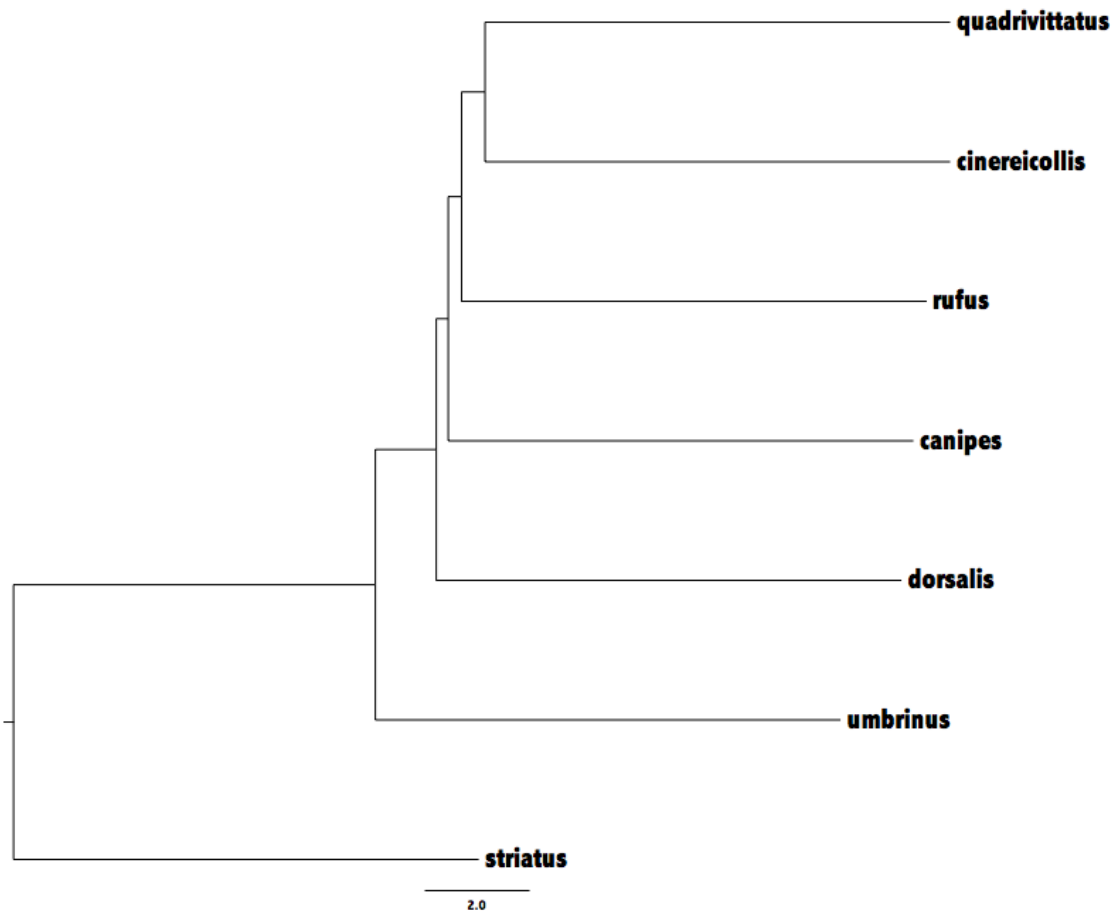 quadrivittatus
cinereicollis
rufus
canipes
dorsalis
umbrinus
striatus
2.0